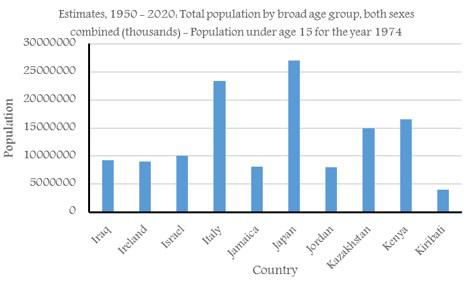 Estimates, 1950 - 2020: Total population by broad age group, both sexes
combined (thousands) - Population under age 15 for the year 1974
30000000
25000000
20000000
15000000
10000000
5000000
0
Population
Iraq
Ireland
Israel
Italy
Jamaica
Japan
Jordan
Kazakhstan
Kenya
Kiribati
Country